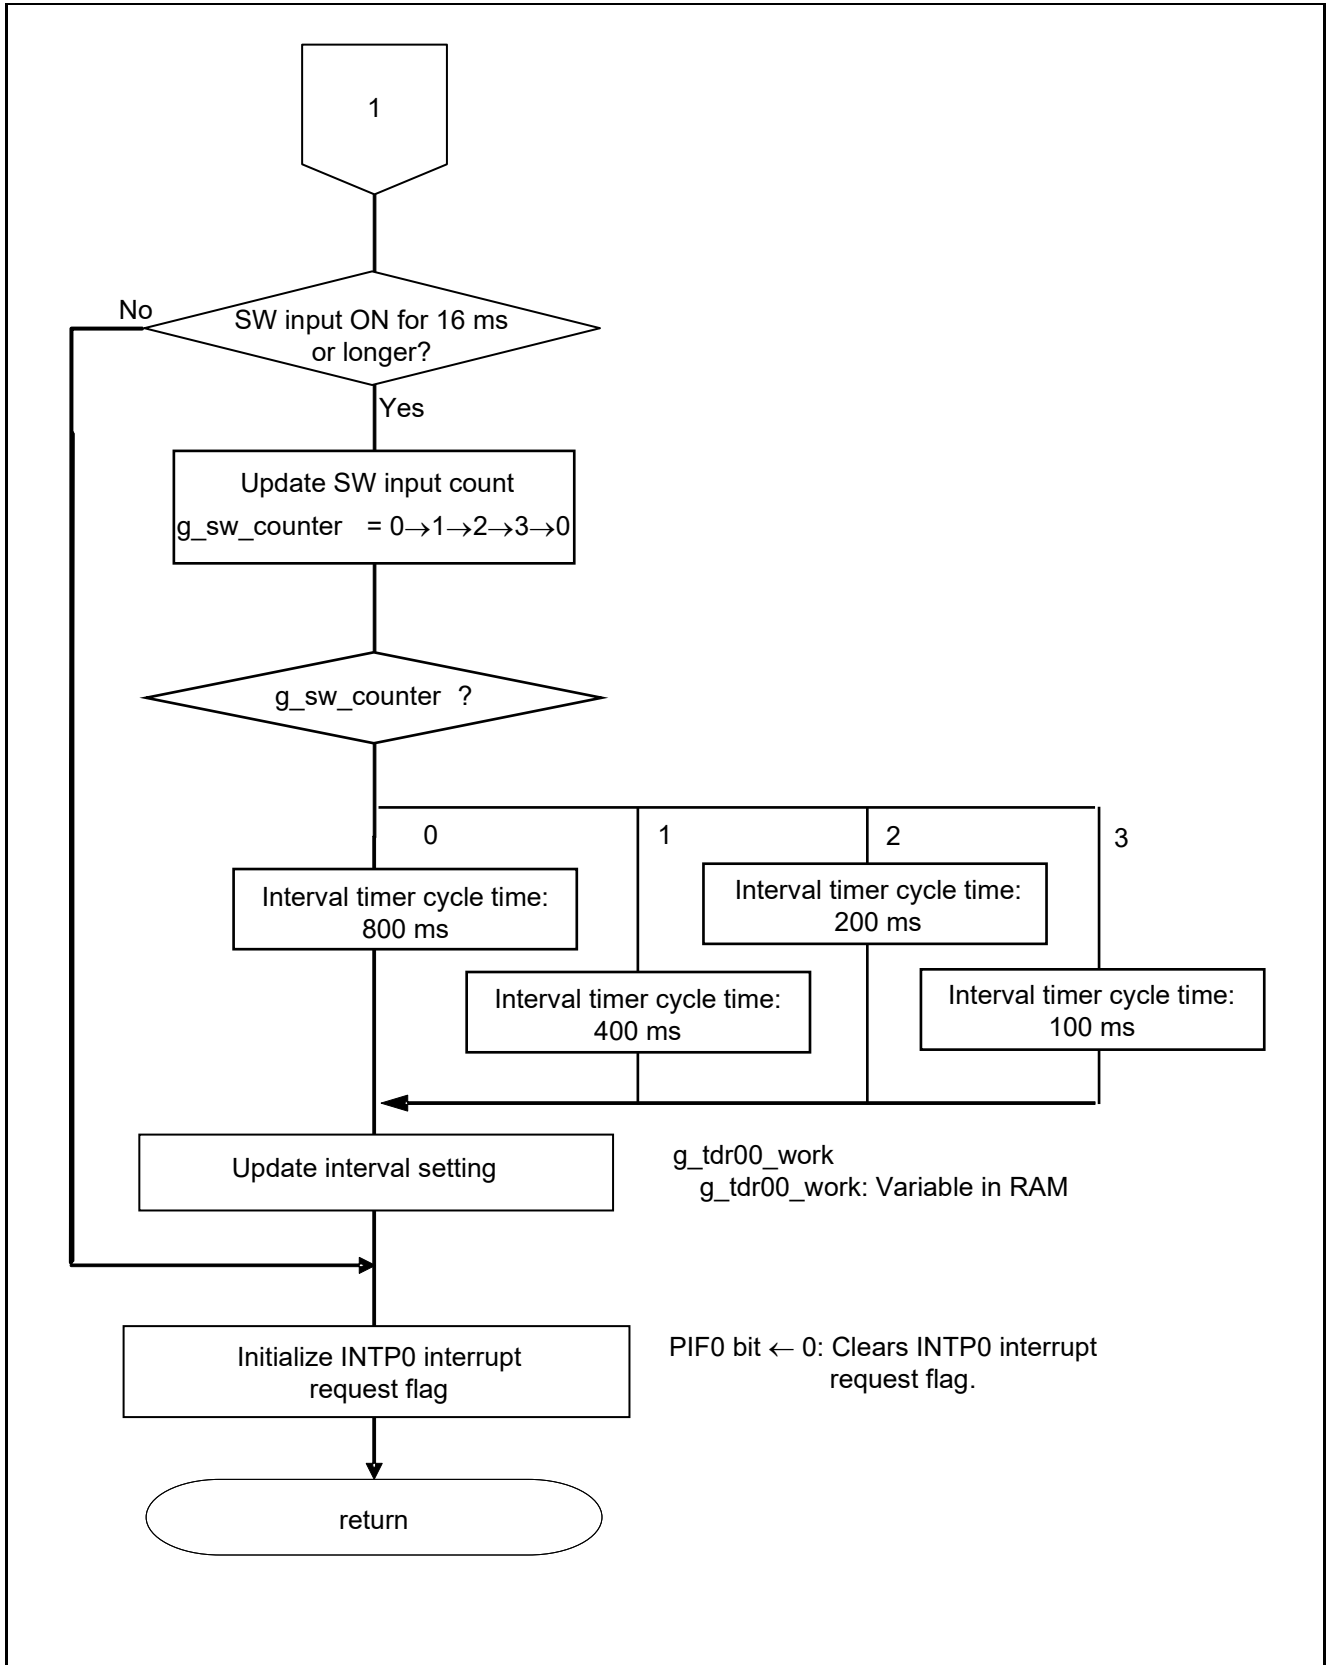 1
No
SW input ON for 16 ms
or longer?
Yes
Update SW input count
g_sw_counter = 0→1→2→3→0
g_sw_counter ?
0
1
2
3
Interval timer cycle time:
800 ms
Interval timer cycle time:
200 ms
Interval timer cycle time:
400 ms
Interval timer cycle time:
100 ms
Update interval setting
g_tdr00_work
g_tdr00_work: Variable in RAM
Initialize INTP0 interrupt
request flag
PIF0 bit ← 0: Clears INTP0 interrupt
request flag.
return